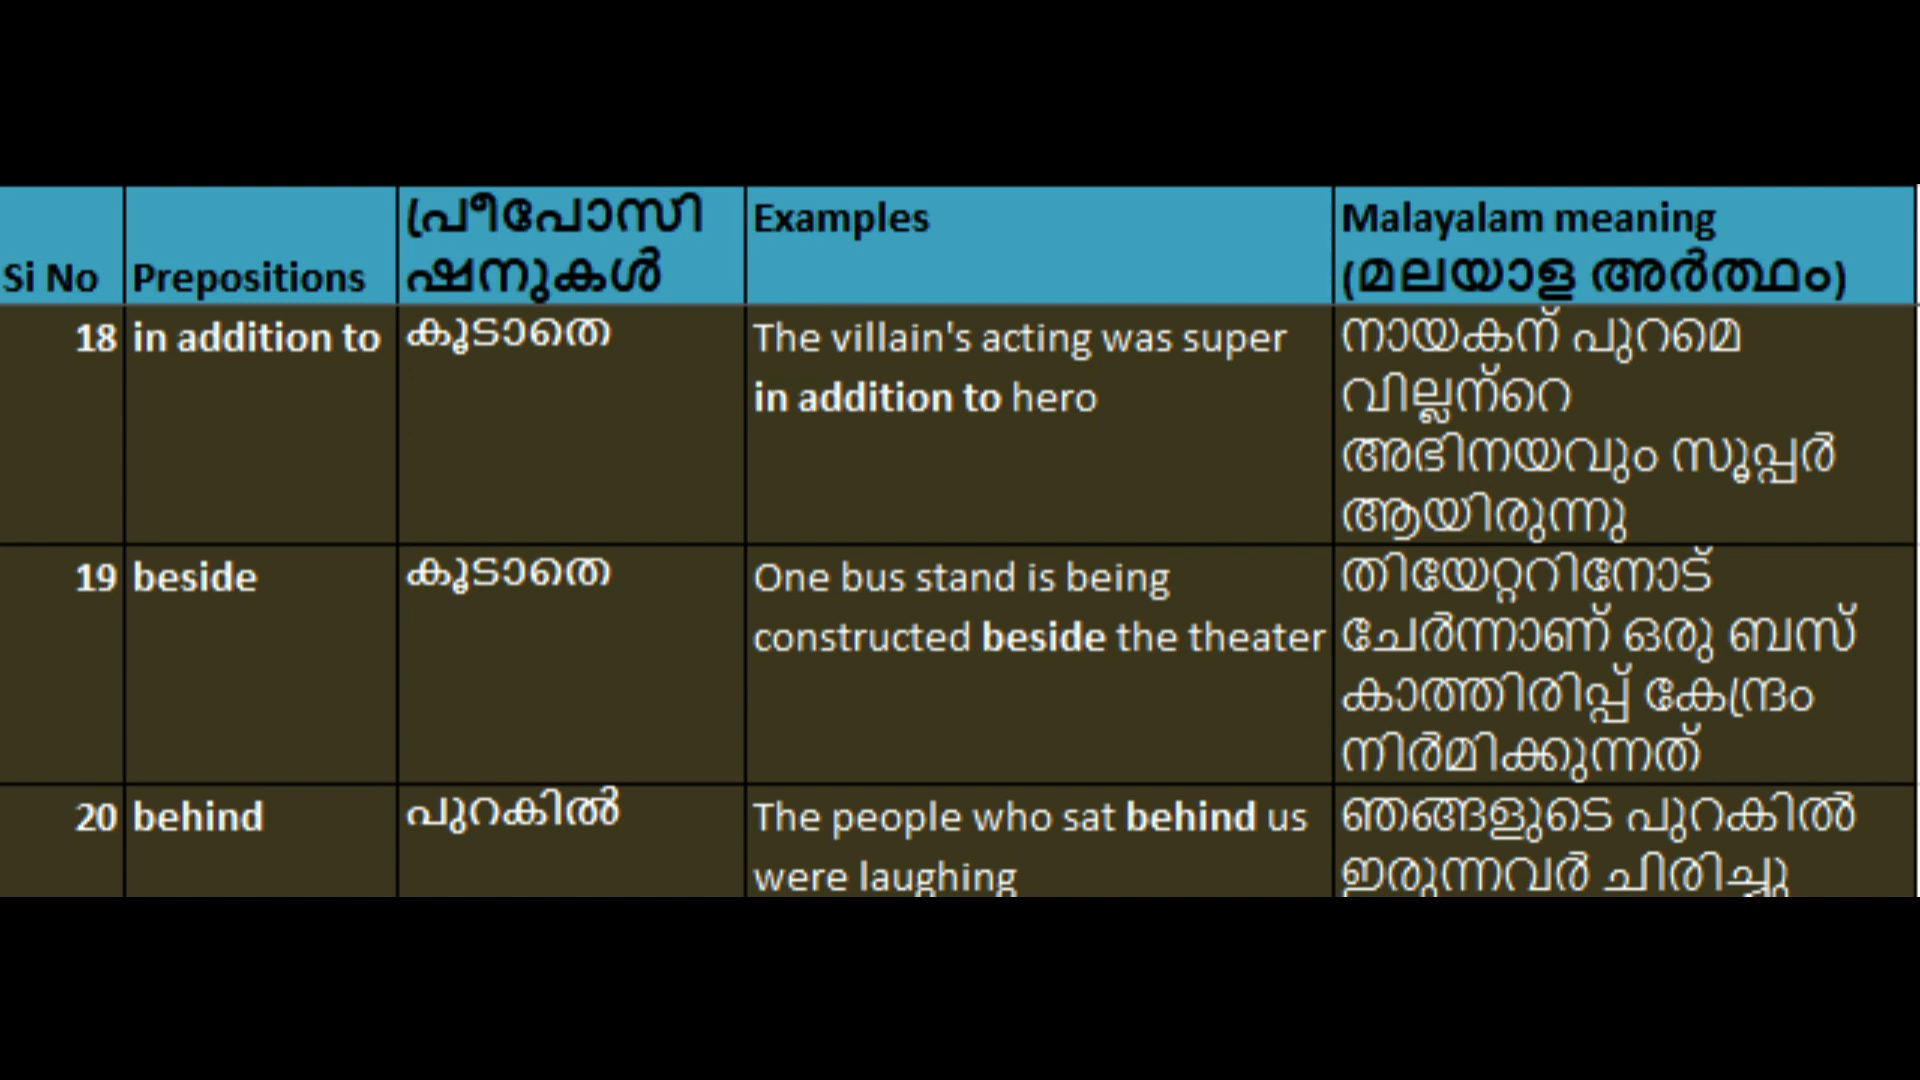 Si No
Prepositions
പ്രീപോസി
ഷനുകൾ
Examples
Malayalam meaning
(മലയാള അർത്ഥം)
18
in addition to
കൂടാതെ
The villain's acting was super
in addition to hero
നായകന് പുറമെ
വില്ലന്റെ
അഭിനയവും സൂപ്പർ
ആയിരുന്നു
19
beside
കൂടാതെ
One bus stand is being
constructed beside the theater
തിയേറ്ററിനോട്
ചേർന്നാണ് ഒരു ബസ്
കാത്തിരിപ്പ് കേന്ദ്രം
നിർമിക്കുന്നത്
20
behind
പുറകിൽ
The people who sat behind us
were laughing
ഞങ്ങളുടെ പുറകിൽ
ഇരുന്നവർ ചിരിച്ചു